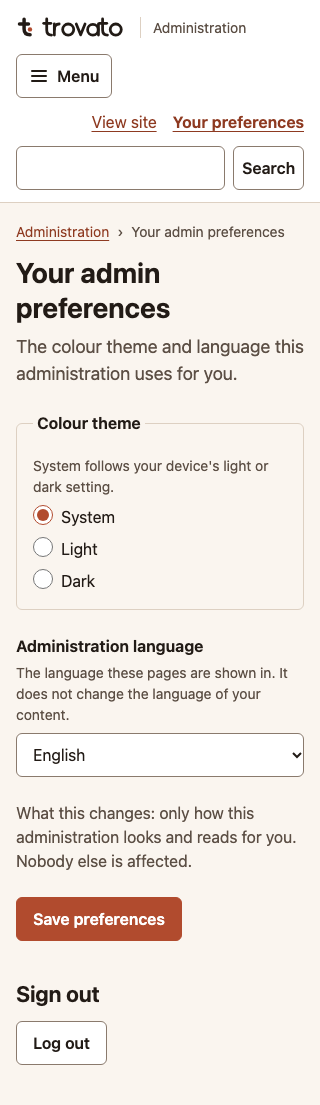 trovato
Administration
Menu
View site
Your preferences
Search
Administration › Your admin preferences
Your admin
preferences
The colour theme and language this
administration uses for you.
Colour theme
System follows your device's light or
dark setting.
System
Light
Dark
Administration language
The language these pages are shown in. It
does not change the language of your
content.
English
What this changes: only how this
administration looks and reads for you.
Nobody else is affected.
Save preferences
Sign out
Log out